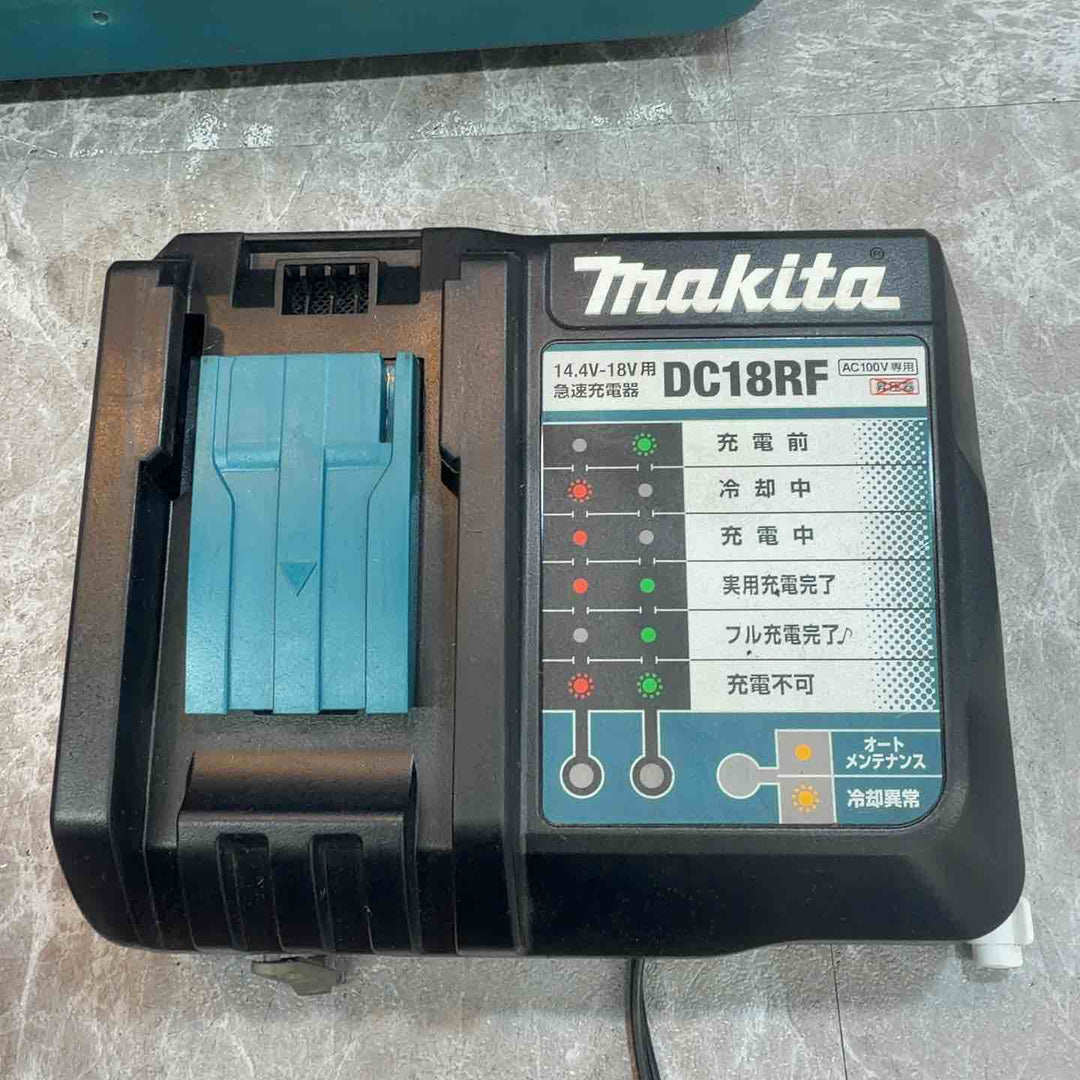 makita®
14.4V-18V用
急速充電器
DC18RF
AC100V専用
充電前
冷却中
充電中
実用充電完了
フル充電完了♪
充電不可
オート
メンテナンス
冷却異常